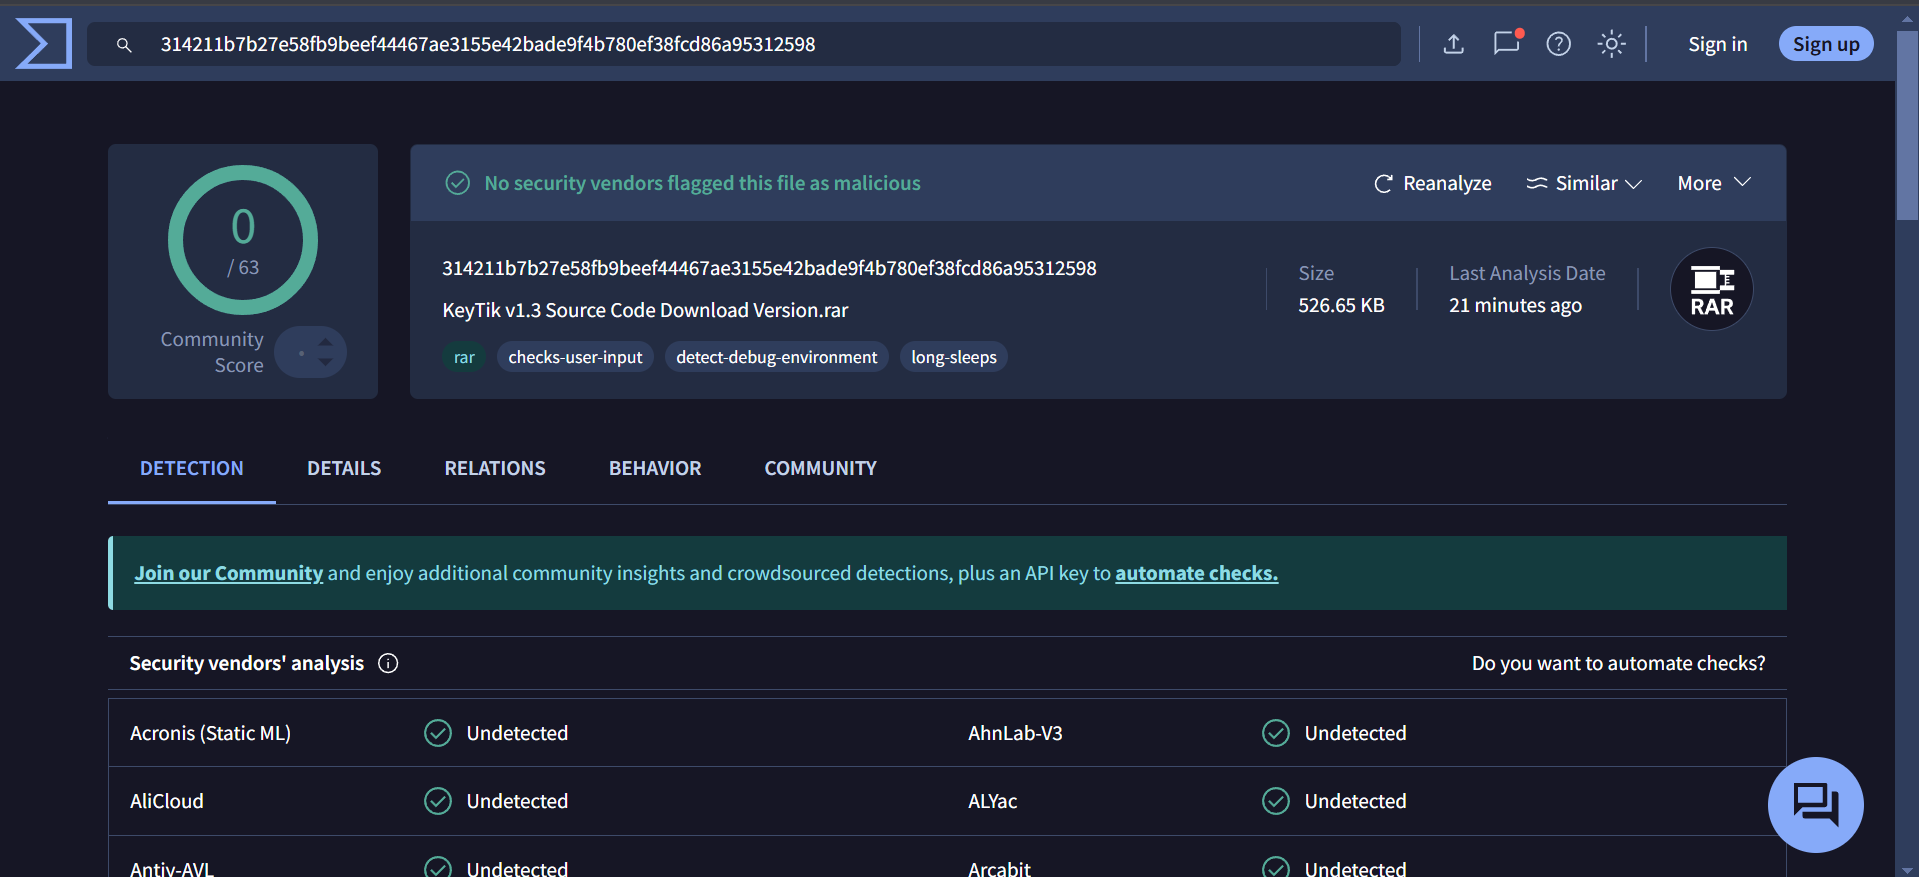 314211b7b27e58fb9beef44467ae3155e42bade9f4b780ef38fcd86a95312598
Sign in
Sign up
0
/ 63
Community
Score
No security vendors flagged this file as malicious
Reanalyze
Similar
More
314211b7b27e58fb9beef44467ae3155e42bade9f4b780ef38fcd86a95312598
KeyTik v1.3 Source Code Download Version.rar
rar
checks-user-input
detect-debug-environment
long-sleeps
Size
526.65 KB
Last Analysis Date
21 minutes ago
RAR
DETECTION
DETAILS
RELATIONS
BEHAVIOR
COMMUNITY
Join our Community and enjoy additional community insights and crowdsourced detections, plus an API key to automate checks.
Security vendors' analysis
Do you want to automate checks?
Acronis (Static ML)
Undetected
AhnLab-V3
Undetected
AliCloud
Undetected
ALYac
Undetected
Antiy-AVL
Undetected
Arcabit
Undetected